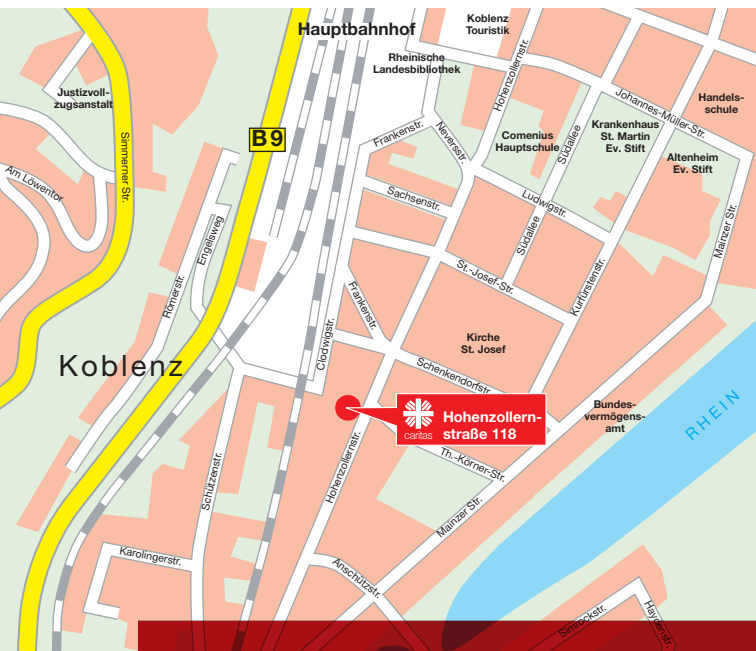 Hauptbahnhof
Koblenz
Touristik
Rheinische
Landesbibliothek
Hohenzollernstr.
Justizvoll-
zugsanstalt
Handels-
schule
Johannes-Müller-Str.
B9
Frankenstr.
Neversstr.
Comenius
Hauptschule
Südallee
Krankenhaus
St. Martin
Ev. Stift
Altenheim
Ev. Stift
Simmerner Str.
Am Löwentor
Sachsenstr.
Ludwigstr.
Südallee
Mainzer Str.
Engelsweg
Römerstr.
St.-Josef-Str.
Kurfürstenstr.
Frankenstr.
Clodwigstr.
Kirche
St. Josef
Koblenz
Schenkendorfstr.
caritas
Hohenzollern-
straße 118
Bundes-
vermögens-
amt
RHEIN
Hohenzollernstr.
Th.-Körner-Str.
Schützenstr.
Mainzer Str.
Karolingerstr.
Anschützstr.
Simrockstr.
Haydenstr.